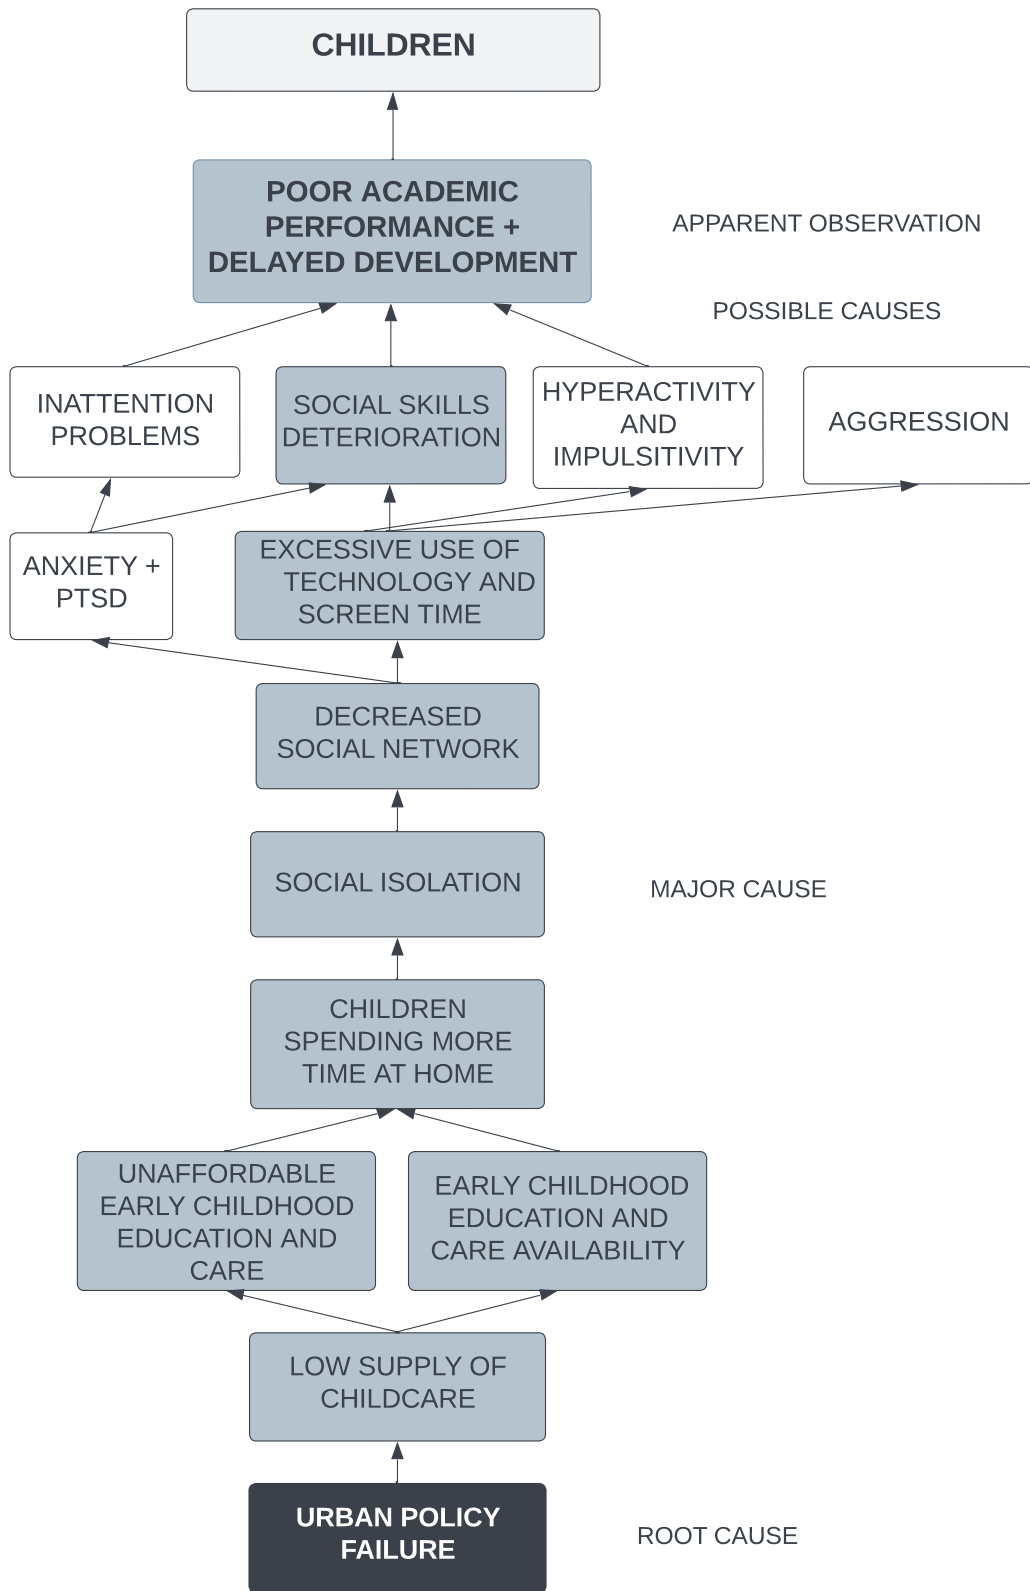 CHILDREN
POOR ACADEMIC
PERFORMANCE +
DELAYED DEVELOPMENT
APPARENT OBSERVATION
POSSIBLE CAUSES
INATTENTION
PROBLEMS
SOCIAL SKILLS
DETERIORATION
HYPERACTIVITY
AND
IMPULSITIVITY
AGGRESSION
ANXIETY +
PTSD
EXCESSIVE USE OF
TECHNOLOGY AND
SCREEN TIME
DECREASED
SOCIAL NETWORK
SOCIAL ISOLATION
MAJOR CAUSE
CHILDREN
SPENDING MORE
TIME AT HOME
UNAFFORDABLE
EARLY CHILDHOOD
EDUCATION AND
CARE
EARLY CHILDHOOD
EDUCATION AND
CARE AVAILABILITY
LOW SUPPLY OF
CHILDCARE
URBAN POLICY
FAILURE
ROOT CAUSE